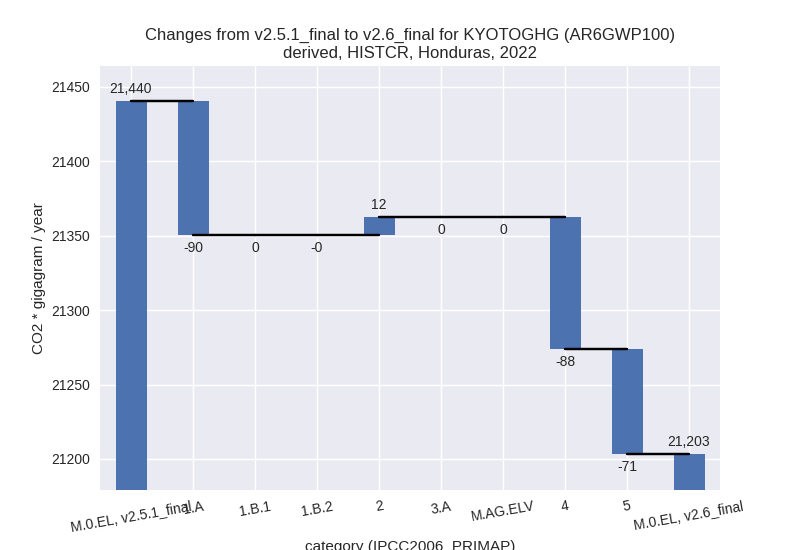 Changes from v2.5.1_final to v2.6_final for KYOTOGHG (AR6GWP100)
derived, HISTCR, Honduras, 2022
CO2 * gigagram / year
21450
21400
21350
21300
21250
21200
21,440
-90
0
-0
12
0
0
-88
-71
21,203
M.0.EL, v2.5.1_final
1.A
1.B.1
1.B.2
2
3.A
M.AG.ELV
4
5
M.0.EL, v2.6_final
category (IPCC2006_PRIMAP)